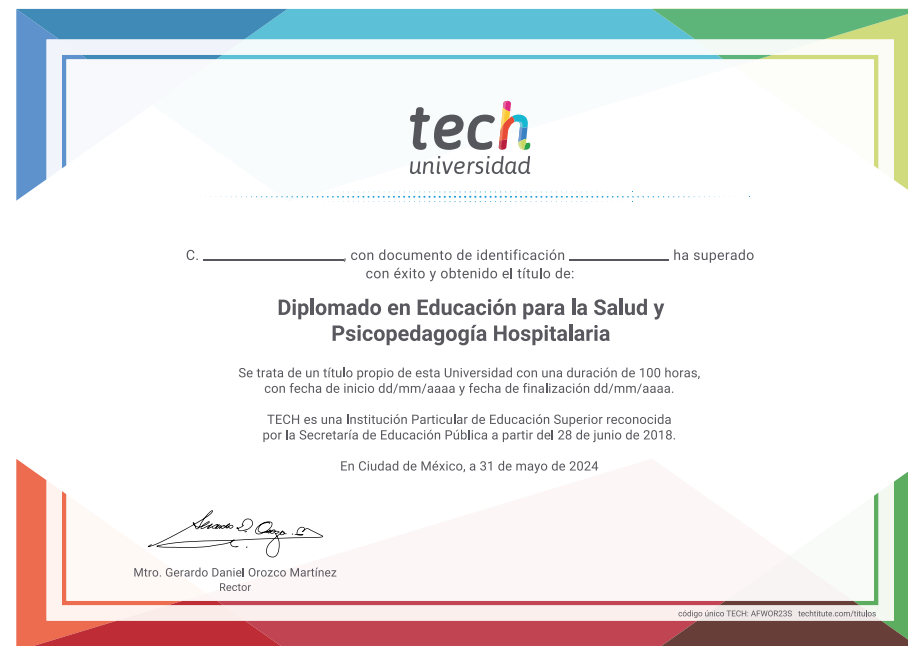 tech
universidad
C. ____________, con documento de identificación ____________ ha superado
con éxito y obtenido el título de:
Diplomado en Educación para la Salud y
Psicopedagogía Hospitalaria
Se trata de un título propio de esta Universidad con una duración de 100 horas,
con fecha de inicio dd/mm/aaaa y fecha de finalización dd/mm/aaaa.
TECH es una Institución Particular de Educación Superior reconocida
por la Secretaría de Educación Pública a partir del 28 de junio de 2018.
En Ciudad de México, a 31 de mayo de 2024
Mtro. Gerardo Daniel Orozco Martínez
Rector
código único TECH: AFWOR23S techtitute.com/titulos